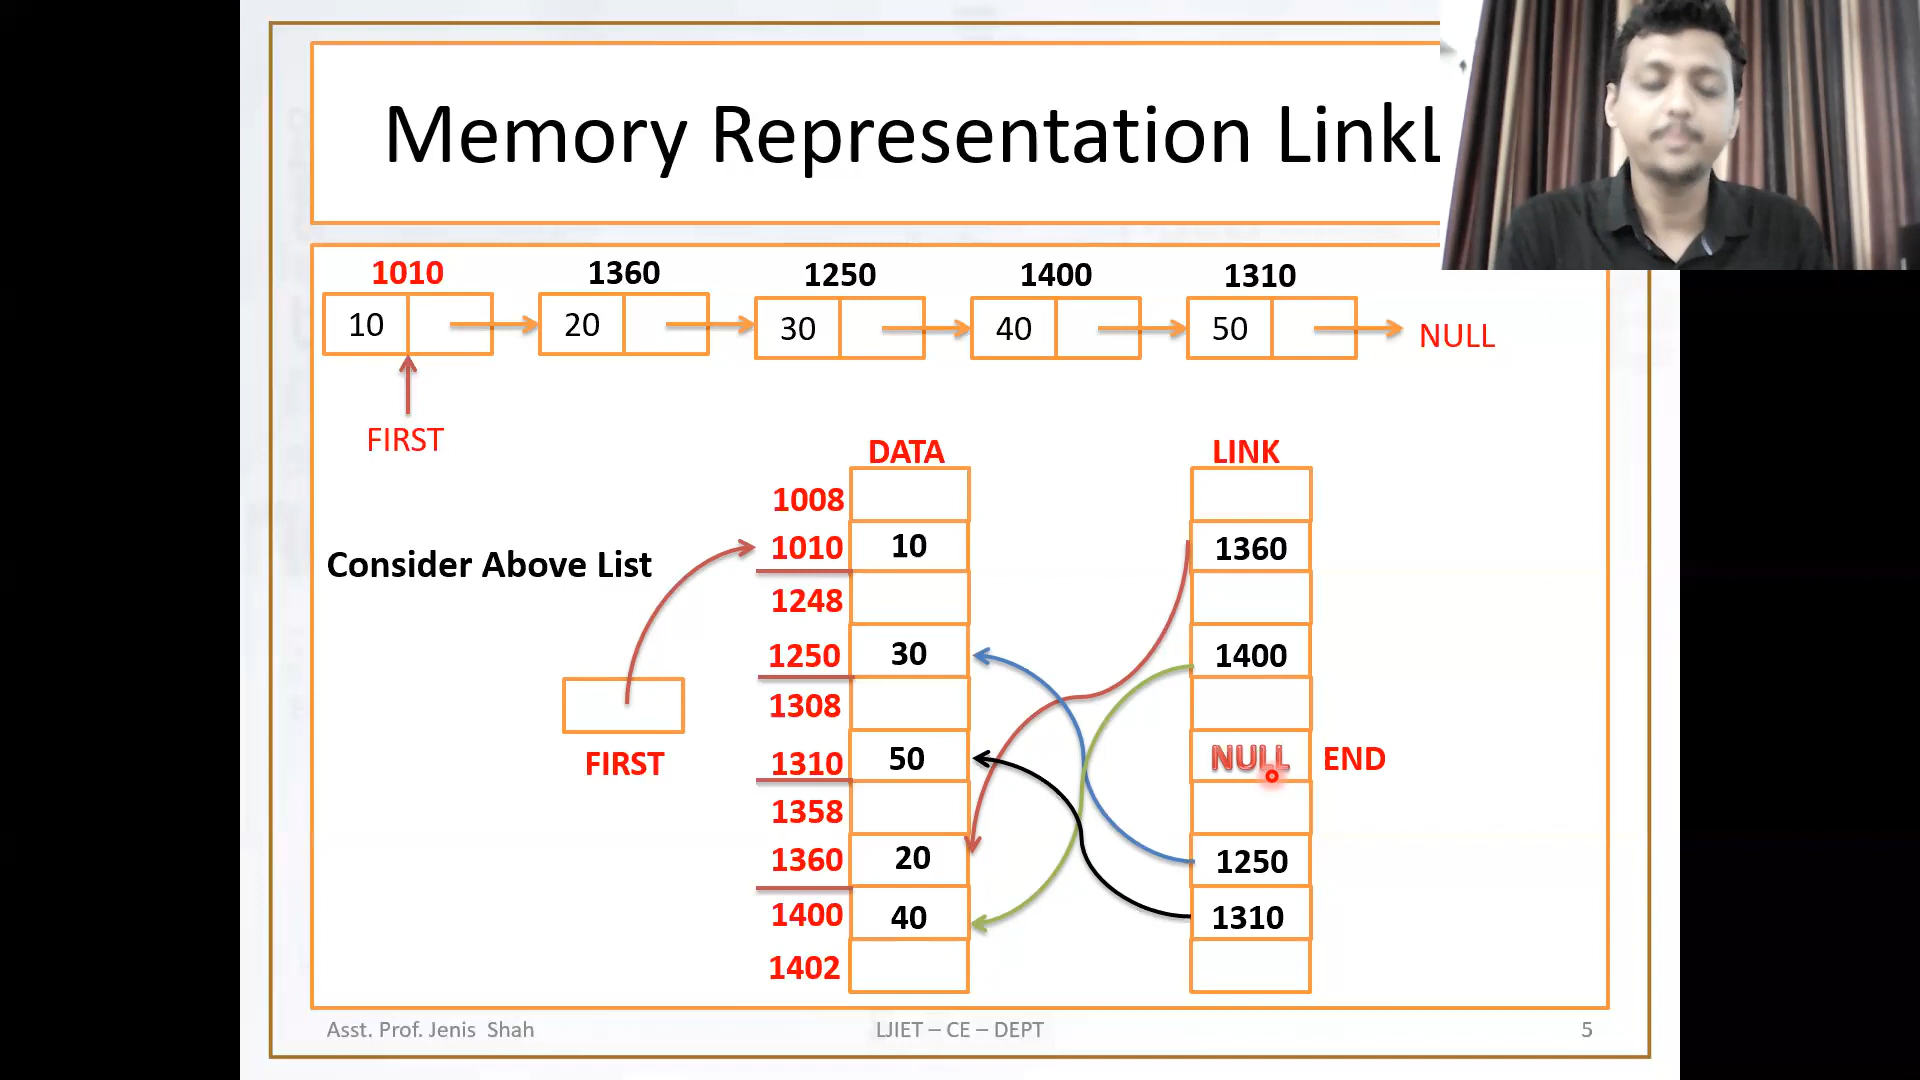 Memory Representation LinkL
1010 1360 1250 1400 1310
10 20 30 40 50 NULL
FIRST
DATA LINK
1008
Consider Above List
1010 10 1360
1248
1250 30 1400
1308
FIRST
1310 50 NULL END
1358
1360 20 1250
1400 40 1310
1402
Asst. Prof. Jenis Shah LJIET – CE – DEPT 5